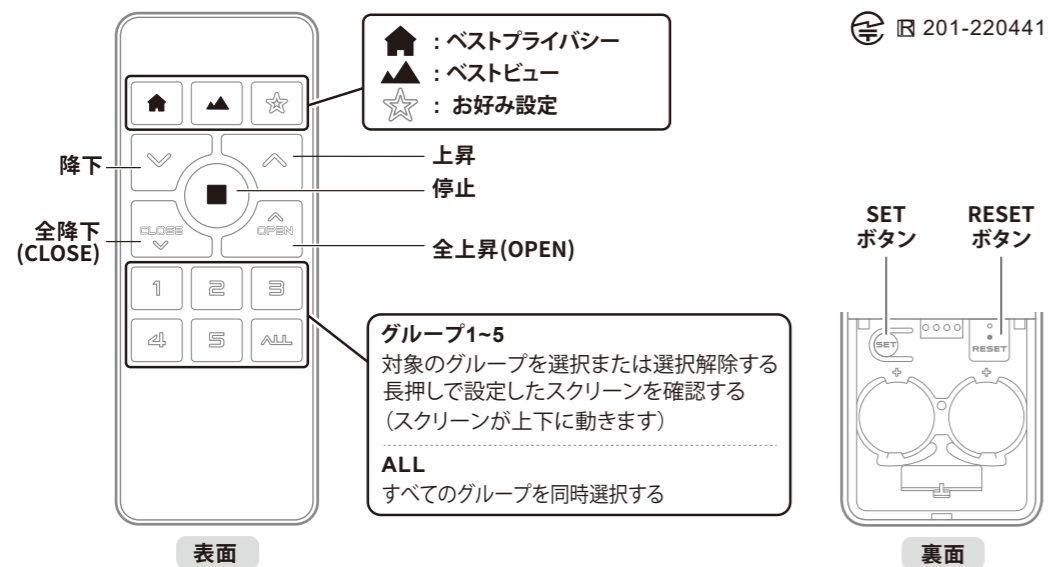 : ベストプライバシー
: ベストビュー
: お好み設定
R 201-220441
降下
上昇
停止
全降下
(CLOSE)
CLOSE
OPEN
全上昇(OPEN)
1 2 3
4 5 ALL
グループ1~5
対象のグループを選択または選択解除する
長押しで設定したスクリーンを確認する
(スクリーンが上下に動きます)
ALL
すべてのグループを同時選択する
表面
SET
ボタン
RESET
ボタン
SET
RESET
+ +
裏面